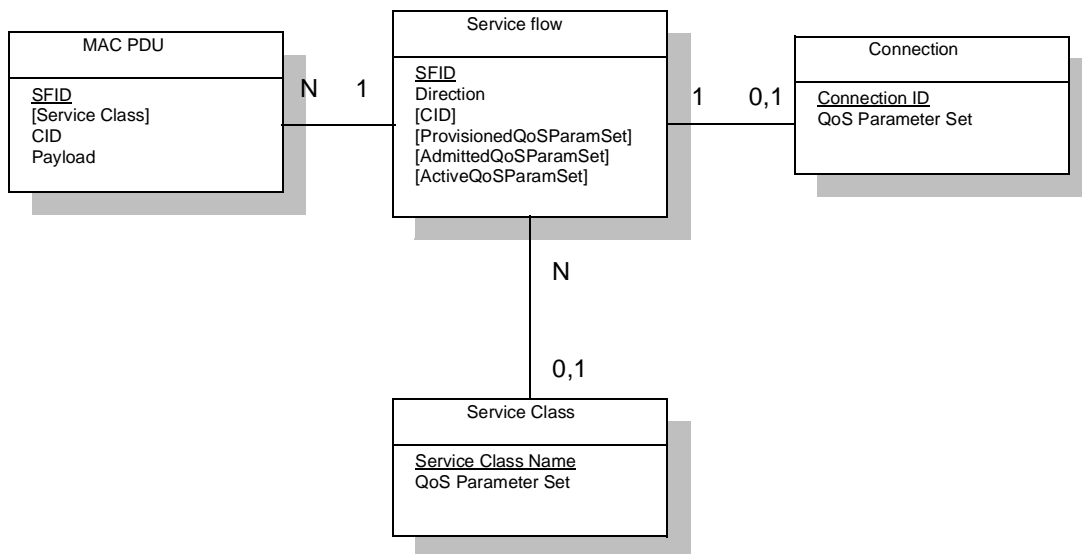 MAC PDU
SFID
[Service Class]
CID
Payload
N 1
Service flow
SFID
Direction
[CID]
[ProvisionedQoSParamSet]
[AdmittedQoSParamSet]
[ActiveQoSParamSet]
1 0,1
Connection
Connection ID
QoS Parameter Set
N
0,1
Service Class
Service Class Name
QoS Parameter Set